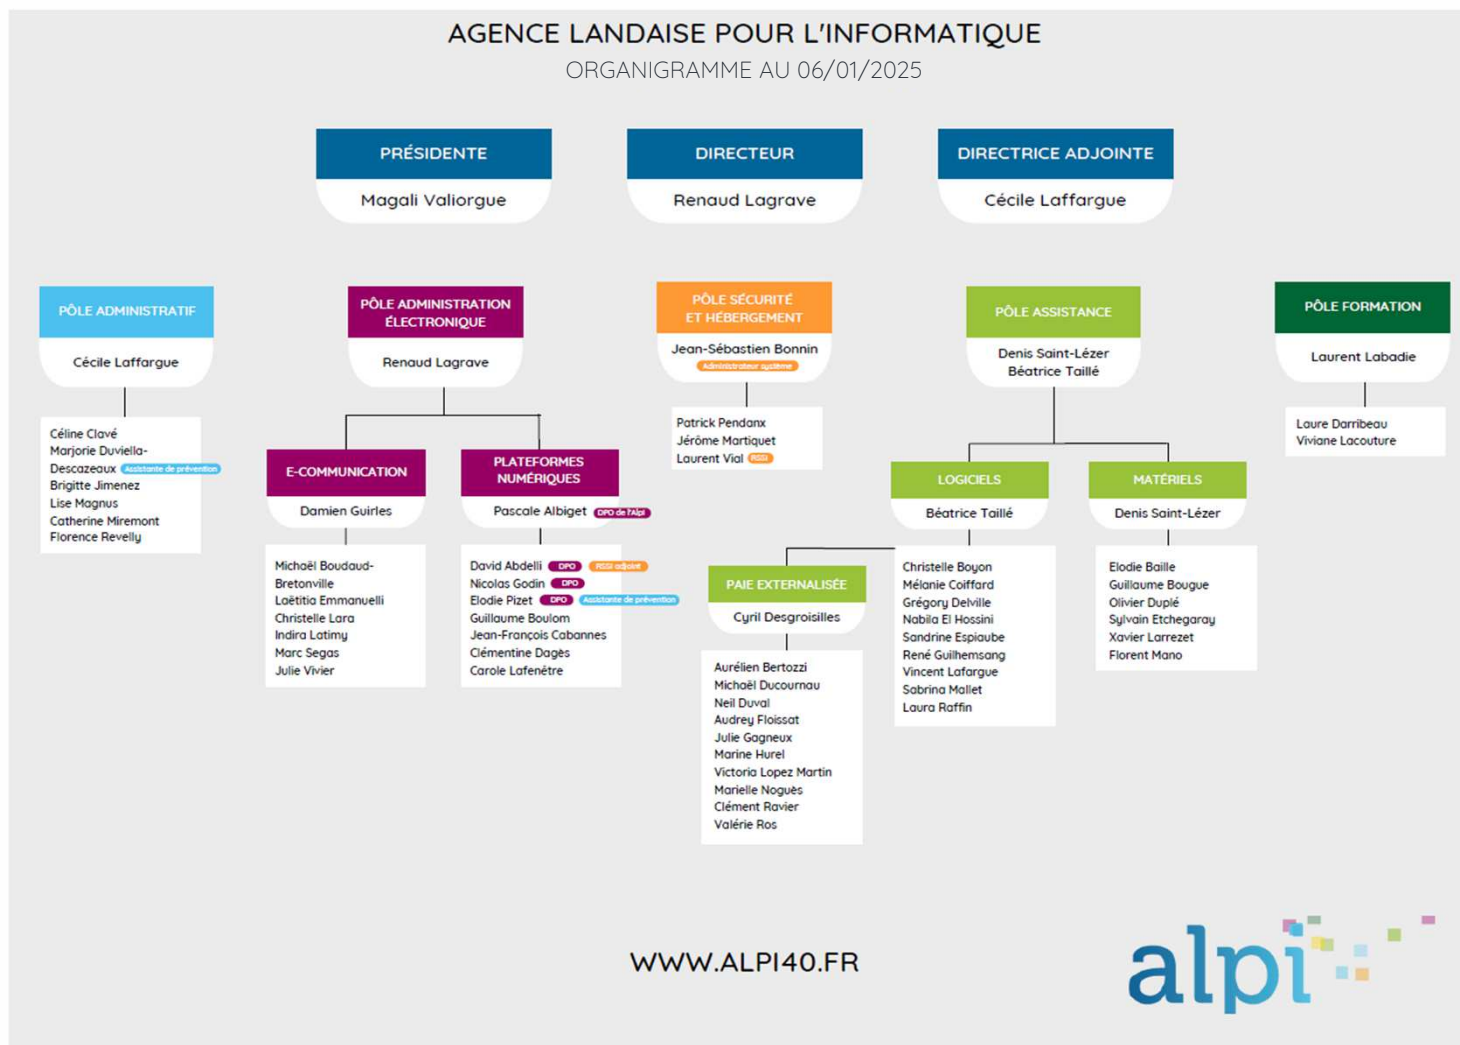 AGENCE LANDAISE POUR L'INFORMATIQUE
ORGANIGRAMME AU 06/01/2025
PRÉSIDENTE
Magali Valiorgue
DIRECTEUR
Renaud Lagrave
DIRECTRICE ADJOINTE
Cécile Laffargue
PÔLE ADMINISTRATIF
Cécile Laffargue
Céline Clavé
Marjorie Duviella-
Descazeaux Assistante de prévention
Brigitte Jimenez
Lise Magnus
Catherine Miremont
Florence Revelly
PÔLE ADMINISTRATION
ÉLECTRONIQUE
Renaud Lagrave
E-COMMUNICATION
Damien Guirles
Michaël Boudaud-
Bretonville
Laëtitia Emmanuelli
Christelle Lara
Indira Latimy
Marc Segas
Julie Vivier
PLATEFORMES
NUMÉRIQUES
Pascale Albiget DPO de l'Alpi
David Abdelli DPO RSSI adjoint
Nicolas Godin DPO
Elodie Pizet DPO Assistante de prévention
Guillaume Boulom
Jean-François Cabannes
Clémentine Dagès
Carole Lafenêtre
PÔLE SÉCURITÉ
ET HÉBERGEMENT
Jean-Sébastien Bonnin
Administrateur système
Patrick Pendanx
Jérôme Martiquet
Laurent Vial RSSI
PÔLE ASSISTANCE
Denis Saint-Lézer
Béatrice Taillé
LOGICIELS
Béatrice Taillé
Christelle Boyon
Mélanie Coiffard
Grégory Delville
Nabila El Hossini
Sandrine Espiaube
René Guilhemsang
Vincent Lafargue
Sabrina Mallet
Laura Raffin
PAIE EXTERNALISÉE
Cyril Desgroisilles
Aurélien Bertozzi
Michaël Ducournau
Neil Duval
Audrey Floissat
Julie Gagneux
Marine Hurel
Victoria Lopez Martin
Marielle Noguès
Clément Ravier
Valérie Ros
MATÉRIELS
Denis Saint-Lézer
Elodie Baille
Guillaume Bougue
Olivier Duplé
Sylvain Etchegaray
Xavier Larrezet
Florent Mano
PÔLE FORMATION
Laurent Labadie
Laure Darribeau
Viviane Lacouture
WWW.ALPI40.FR
alpi